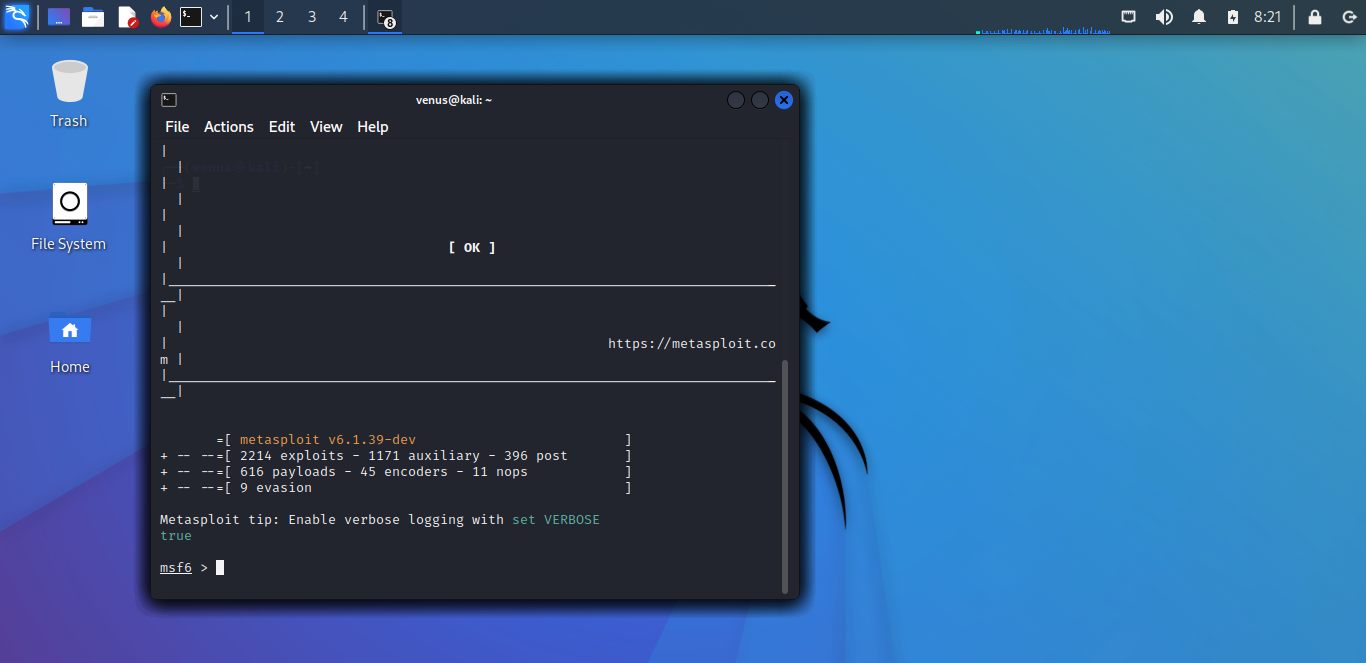 1 2 3 4 8 8:21
Trash
File System
Home
venus@kali: ~
File Actions Edit View Help
|
|
|
|
|
|
| [ OK ]
|
|______________________________________________________________
__|
|
|
| https://metasploit.co
m |
|______________________________________________________________
__|
=[ metasploit v6.1.39-dev ]
+ -- --=[ 2214 exploits - 1171 auxiliary - 396 post ]
+ -- --=[ 616 payloads - 45 encoders - 11 nops ]
+ -- --=[ 9 evasion ]
Metasploit tip: Enable verbose logging with set VERBOSE
true
msf6 >